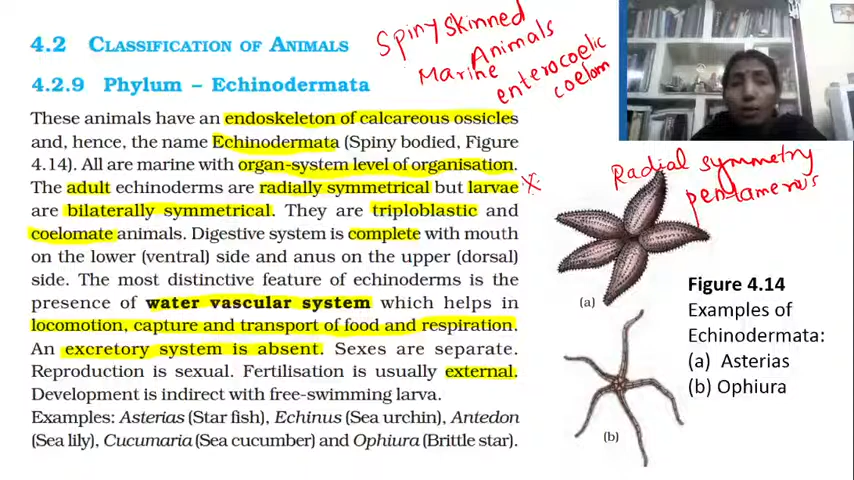 4.2 CLASSIFICATION OF ANIMALS
4.2.9 Phylum – Echinodermata
These animals have an endoskeleton of calcareous ossicles
and, hence, the name Echinodermata (Spiny bodied, Figure
4.14). All are marine with organ-system level of organisation.
The adult echinoderms are radially symmetrical but larvae
are bilaterally symmetrical. They are triploblastic and
coelomate animals. Digestive system is complete with mouth
on the lower (ventral) side and anus on the upper (dorsal)
side. The most distinctive feature of echinoderms is the
presence of water vascular system which helps in
locomotion, capture and transport of food and respiration.
An excretory system is absent. Sexes are separate.
Reproduction is sexual. Fertilisation is usually external.
Development is indirect with free-swimming larva.
Examples: Asterias (Star fish), Echinus (Sea urchin), Antedon
(Sea lily), Cucumaria (Sea cucumber) and Ophiura (Brittle star).
Spiny skinned
Animals
Marine
enterocoelic
coelom
Radial symmetry
pentamerous
(a)
(b)
Figure 4.14
Examples of
Echinodermata:
(a) Asterias
(b) Ophiura